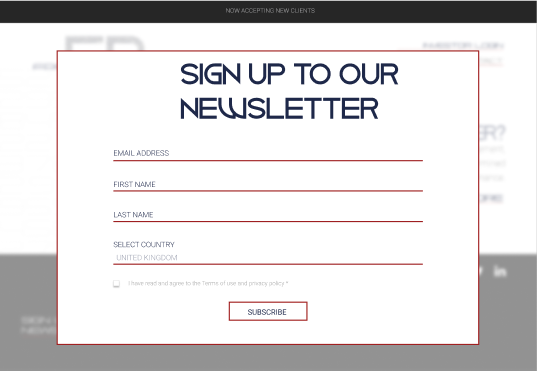 NOW ACCEPTING NEW CLIENTS
SIGN UP TO OUR
NEWSLETTER
EMAIL ADDRESS
FIRST NAME
LAST NAME
SELECT COUNTRY
UNITED KINGDOM
I have read and agree to the Terms of use and privacy policy *
SUBSCRIBE